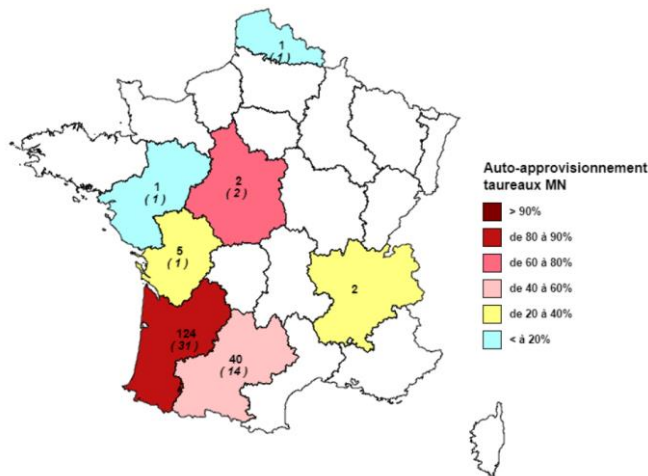 1
( 1 )
2
( 2 )
1
( 1 )
5
( 1 )
2
124
( 31 )
40
( 14 )
Auto-approvisionnement
taureaux MN
> 90%
de 80 à 90%
de 60 à 80%
de 40 à 60%
de 20 à 40%
< à 20%